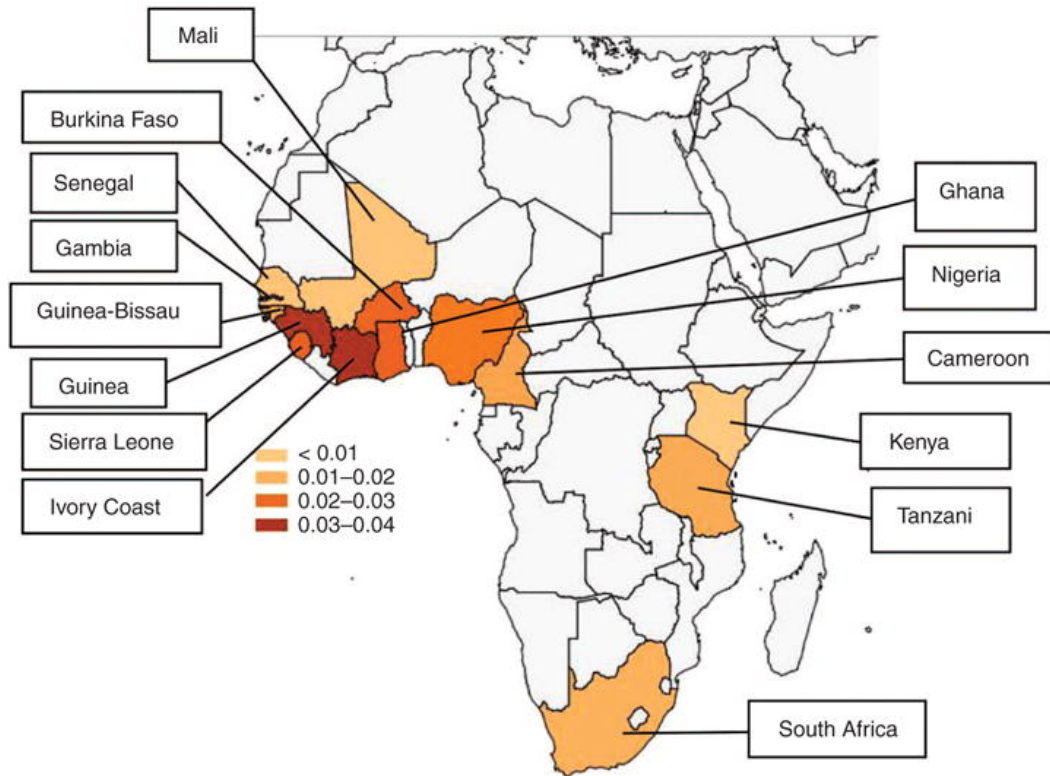 Mali
Burkina Faso
Senegal
Gambia
Guinea-Bissau
Guinea
Sierra Leone
Ivory Coast
< 0.01
0.01–0.02
0.02–0.03
0.03–0.04
Ghana
Nigeria
Cameroon
Kenya
Tanzani
South Africa